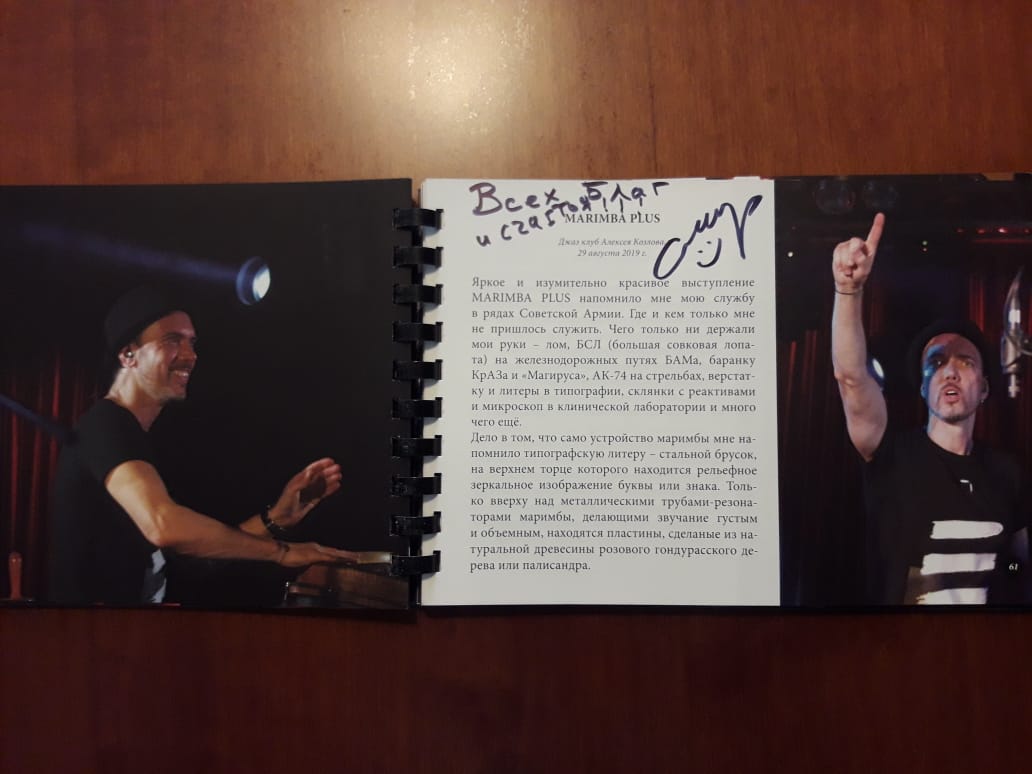 Всех благ
и счастья!!!
MARIMBA PLUS
Джаз клуб Алексея Козлова
29 августа 2019 г.
Яркое и изумительно красивое выступление
MARIMBA PLUS напомнило мне мою службу
в рядах Советской Армии. Где и кем только мне
не пришлось служить. Чего только ни держали
мои руки – лом, БСЛ (большая совковая лопа-
та) на железнодорожных путях БАМа, баранку
КрАЗа и «Магируса», АК-74 на стрельбах, верстат-
ку и литеры в типографии, склянки с реактивами
и микроскоп в клинической лаборатории и много
чего ещё.
Дело в том, что само устройство маримбы мне на-
помнило типографскую литеру – стальной брусок,
на верхнем торце которого находится рельефное
зеркальное изображение буквы или знака. Толь-
ко вверху над металлическими трубами-резона-
торами маримбы, делающими звучание густым
и объемным, находятся пластины, сделаные из на-
туральной древесины розового гондурасского де-
рева или палисандра.
61